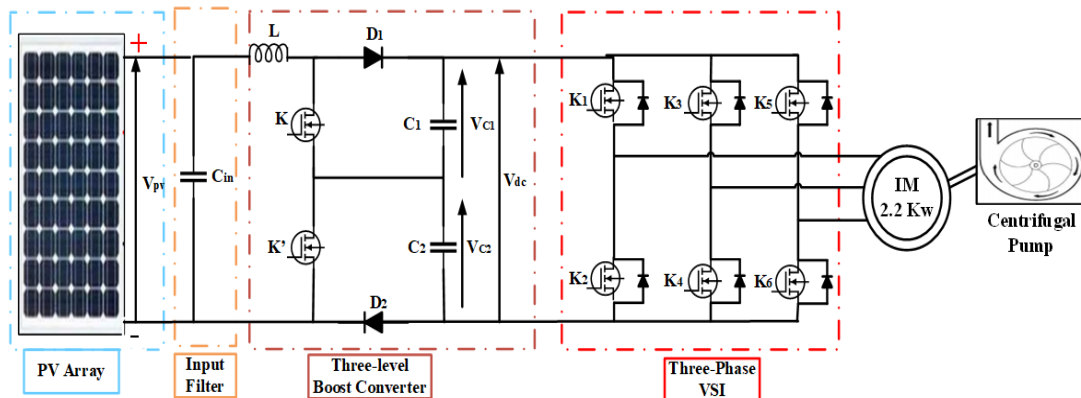 +
L
D1
K
C1
VC1
K1
K3
K5
Vpv
Cin
Vdc
IM
2.2 Kw
Centrifugal
Pump
K'
C2
VC2
K2
K4
K6
D2
-
PV Array
Input
Filter
Three-level
Boost Converter
Three-Phase
VSI